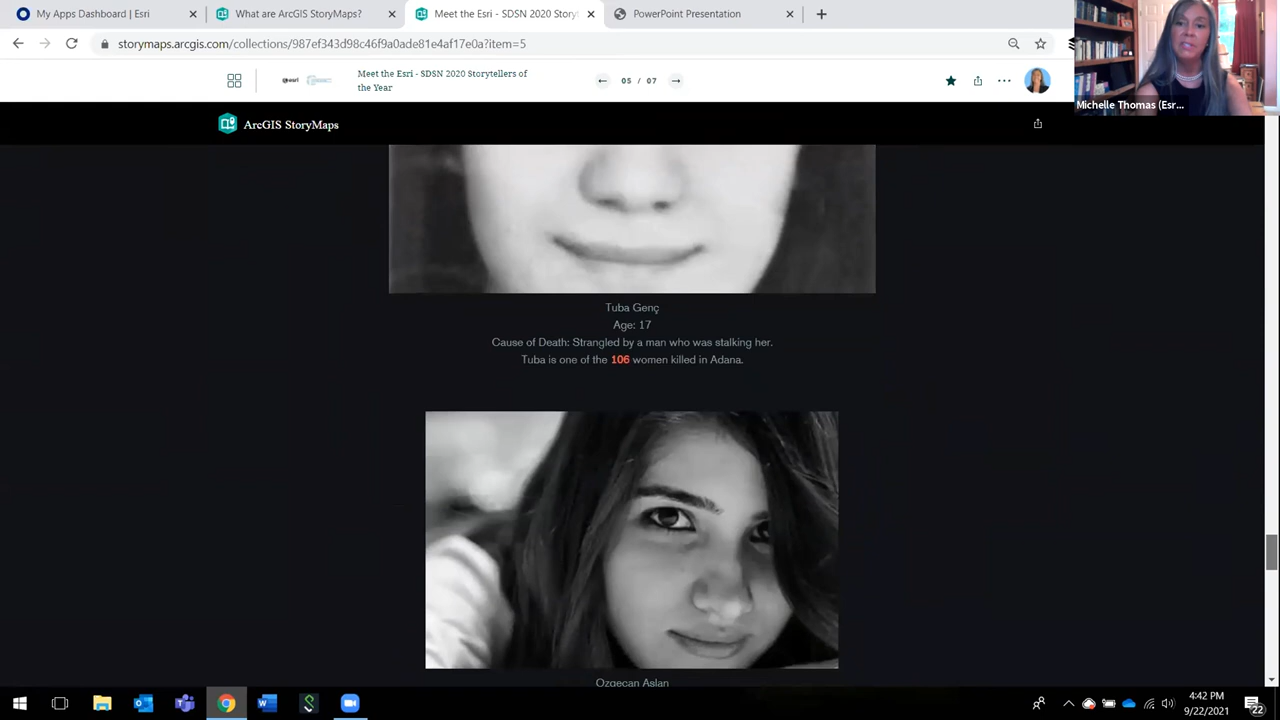 My Apps Dashboard | Esri
What are ArcGIS StoryMaps?
Meet the Esri - SDSN 2020 Story
PowerPoint Presentation
storymaps.arcgis.com/collections/987ef343d98c46f9a0ade81e4af17e0a?item=5
esri
Meet the Esri - SDSN 2020 Storytellers of
the Year
05 / 07
Michelle Thomas (Esr...
ArcGIS StoryMaps
Tuba Genç
Age: 17
Cause of Death: Strangled by a man who was stalking her.
Tuba is one of the 106 women killed in Adana.
Ozgecan Aslan
4:42 PM
9/22/2021
22